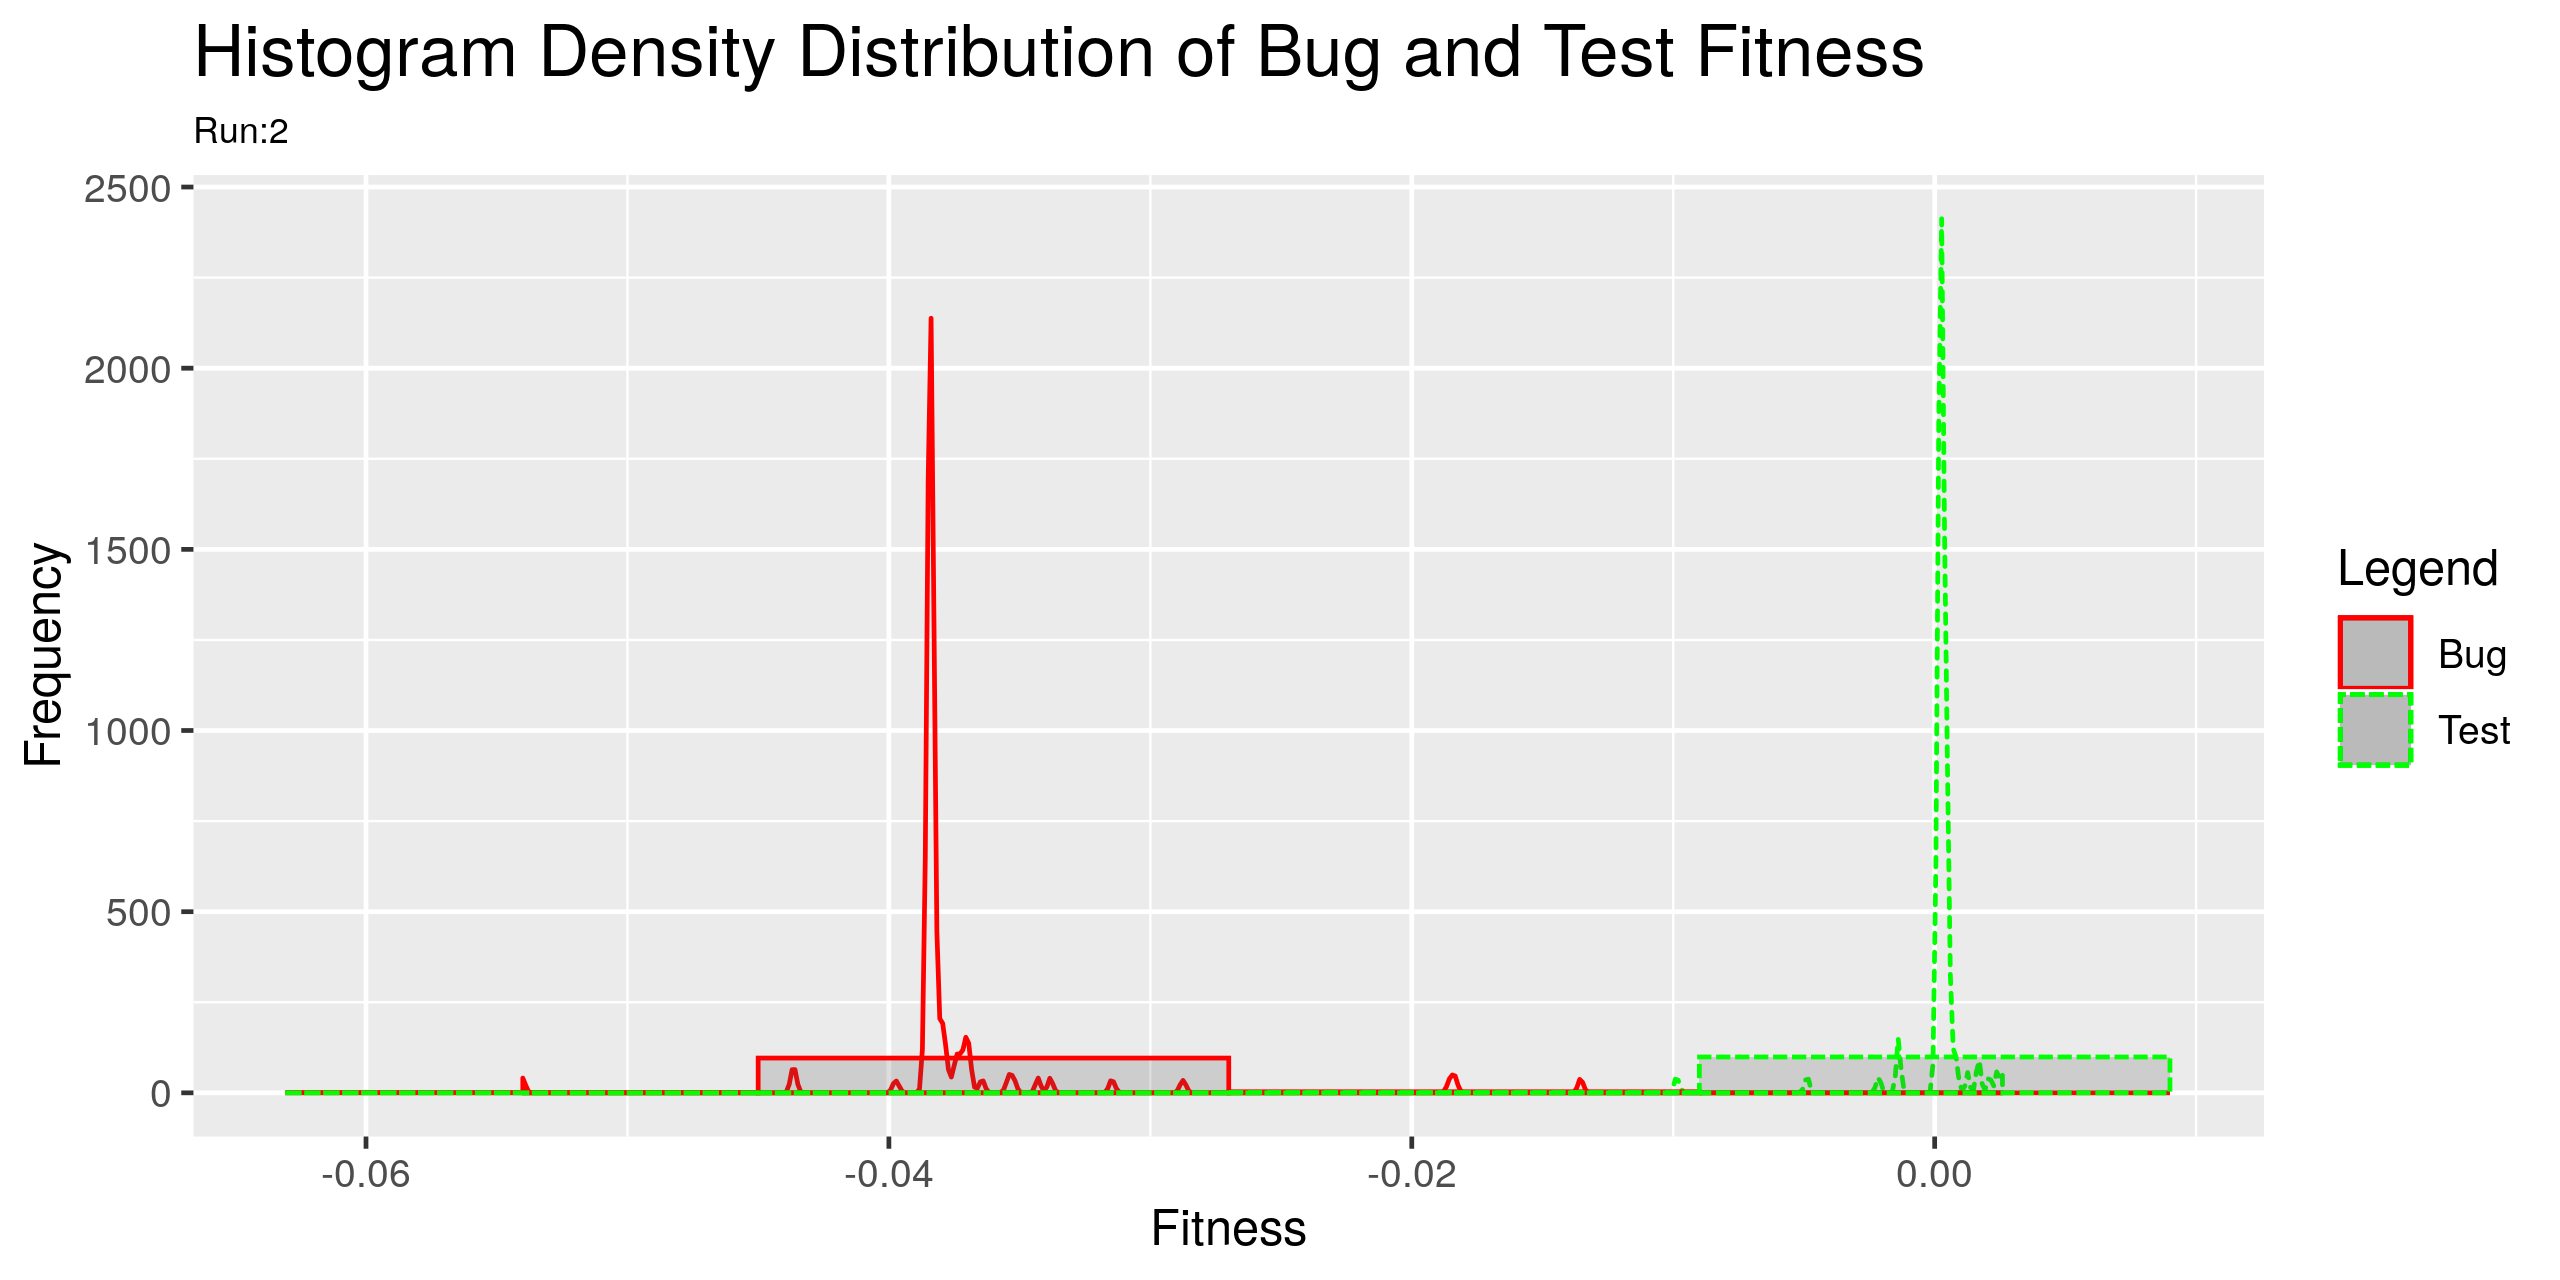 Histogram Density Distribution of Bug and Test Fitness
Run:2
2500
2000
1500
1000
500
0
Frequency
-0.06
-0.04
-0.02
0.00
Fitness
Legend
Bug
Test